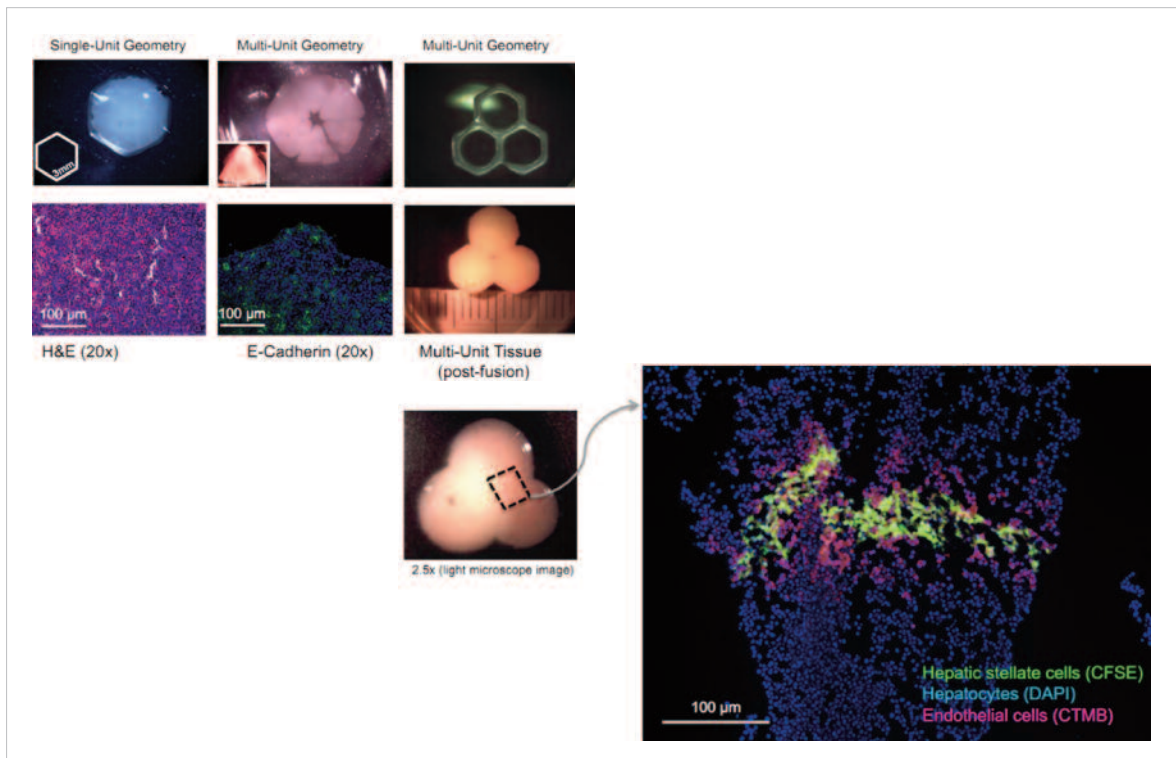 Single-Unit Geometry
Multi-Unit Geometry
Multi-Unit Geometry
3mm
100 µm
100 µm
H&E (20x)
E-Cadherin (20x)
Multi-Unit Tissue
(post-fusion)
2.5x (light microscope image)
Hepatic stellate cells (CFSE)
Hepatocytes (DAPI)
Endothelial cells (CTMB)
100 µm